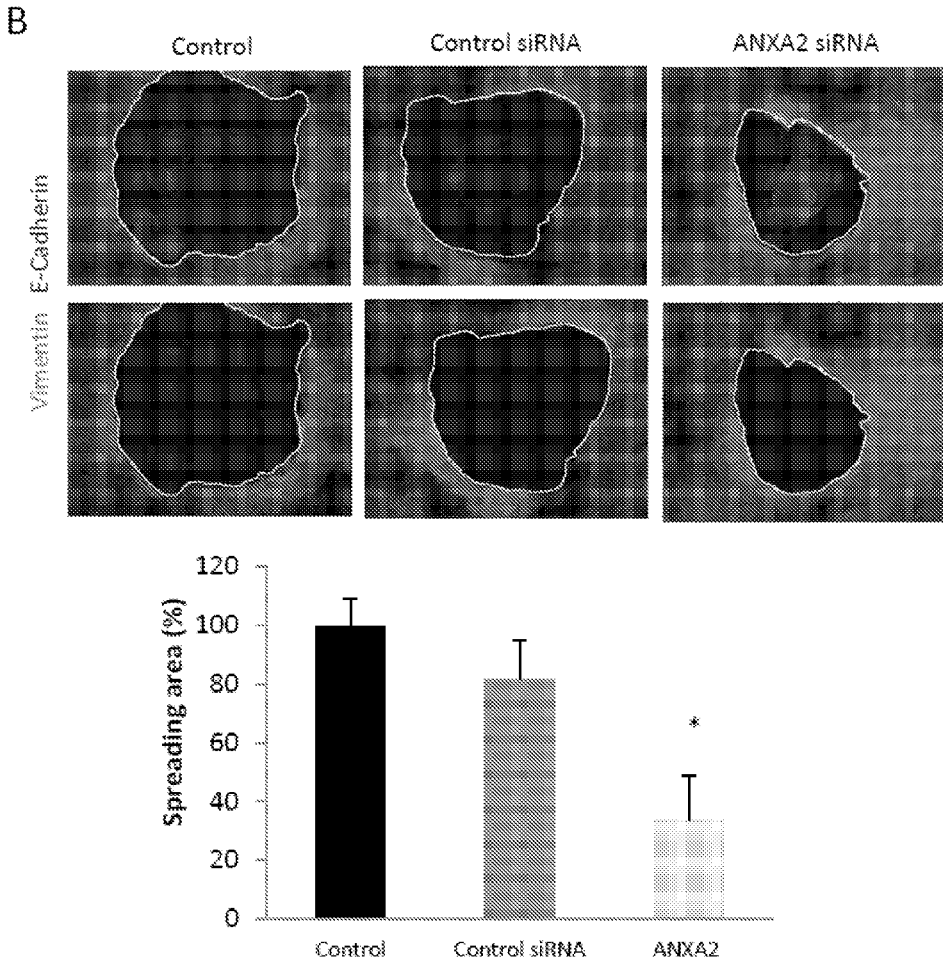 B
Control
Control siRNA
ANXA2 siRNA
Vimentin E-Cadherin
Spreading area (%)
120
100
80
60
40
20
0
*
Control
Control siRNA
ANXA2